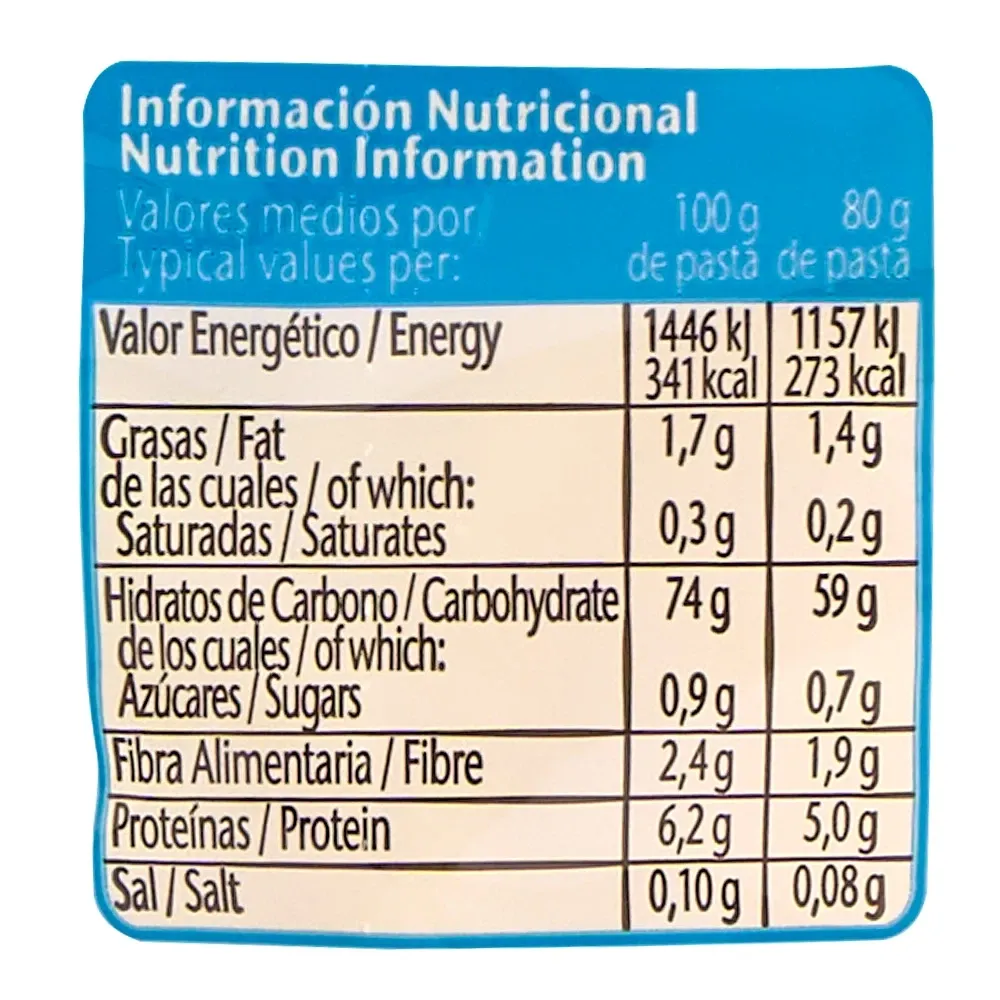 Información Nutricional
Nutrition Information
Valores medios por 100 g 80 g
Typical values per: de pasta de pasta
Valor Energético / Energy 1446 kJ 1157 kJ
341 kcal 273 kcal
Grasas / Fat 1,7 g 1,4 g
de las cuales / of which:
Saturadas / Saturates 0,3 g 0,2 g
Hidratos de Carbono / Carbohydrate 74 g 59 g
de los cuales / of which:
Azúcares / Sugars 0,9 g 0,7 g
Fibra Alimentaria / Fibre 2,4 g 1,9 g
Proteínas / Protein 6,2 g 5,0 g
Sal / Salt 0,10 g 0,08 g